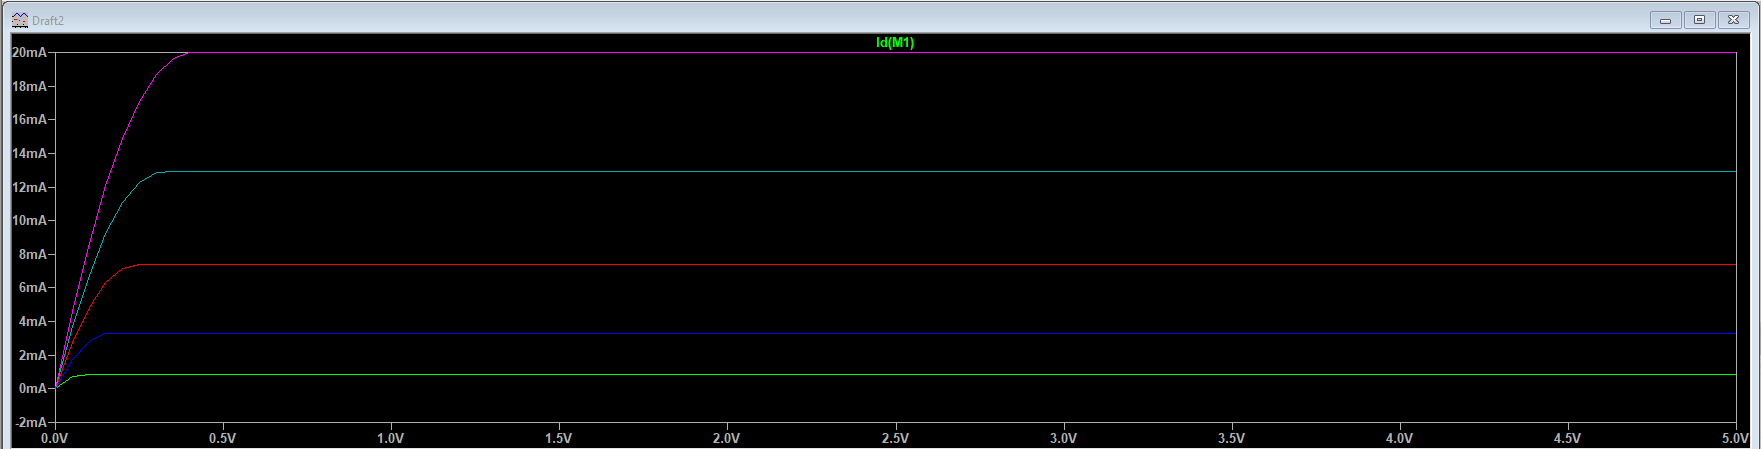 Draft2
Id(M1)
20mA
18mA
16mA
14mA
12mA
10mA
8mA
6mA
4mA
2mA
0mA
-2mA
0.0V 0.5V 1.0V 1.5V 2.0V 2.5V 3.0V 3.5V 4.0V 4.5V 5.0V